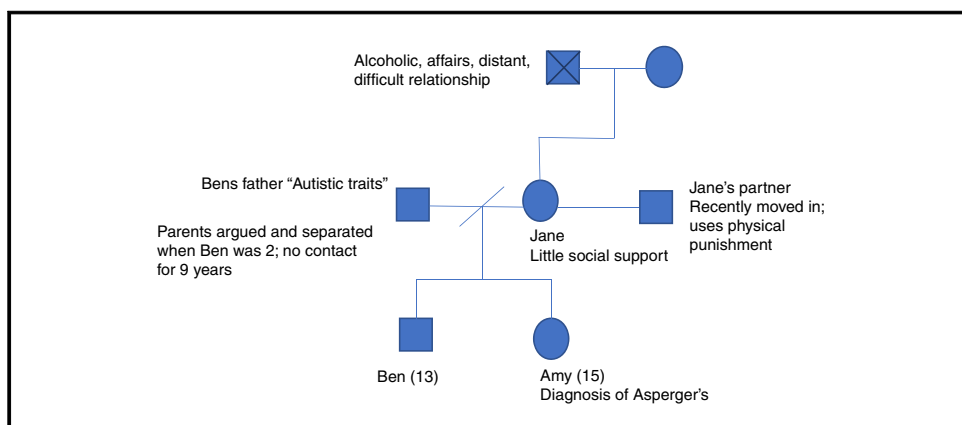 Alcoholic, affairs, distant,
difficult relationship
Bens father “Autistic traits”
Parents argued and separated
when Ben was 2; no contact
for 9 years
Jane
Little social support
Jane’s partner
Recently moved in;
uses physical
punishment
Ben (13)
Amy (15)
Diagnosis of Asperger’s